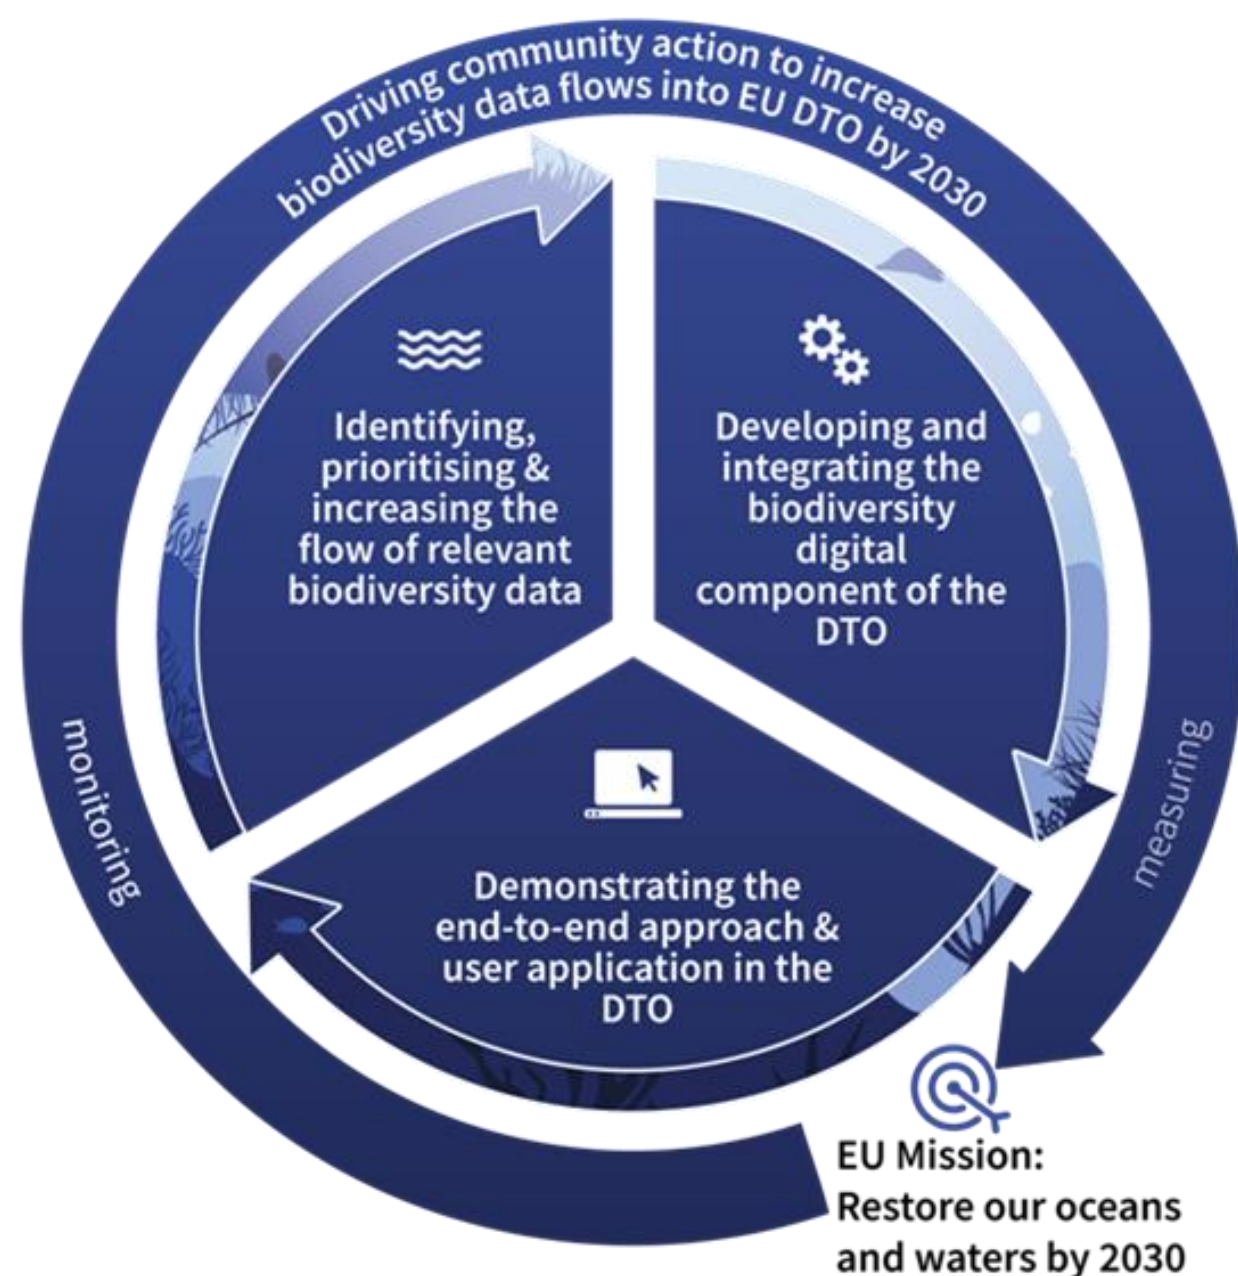 Driving community action to increase
biodiversity data flows into EU DTO by 2030
Identifying,
prioritising &
increasing the
flow of relevant
biodiversity data
Developing and
integrating the
biodiversity
digital
component of the
DTO
monitoring
measuring
Demonstrating the
end-to-end approach &
user application in the
DTO
EU Mission:
Restore our oceans
and waters by 2030